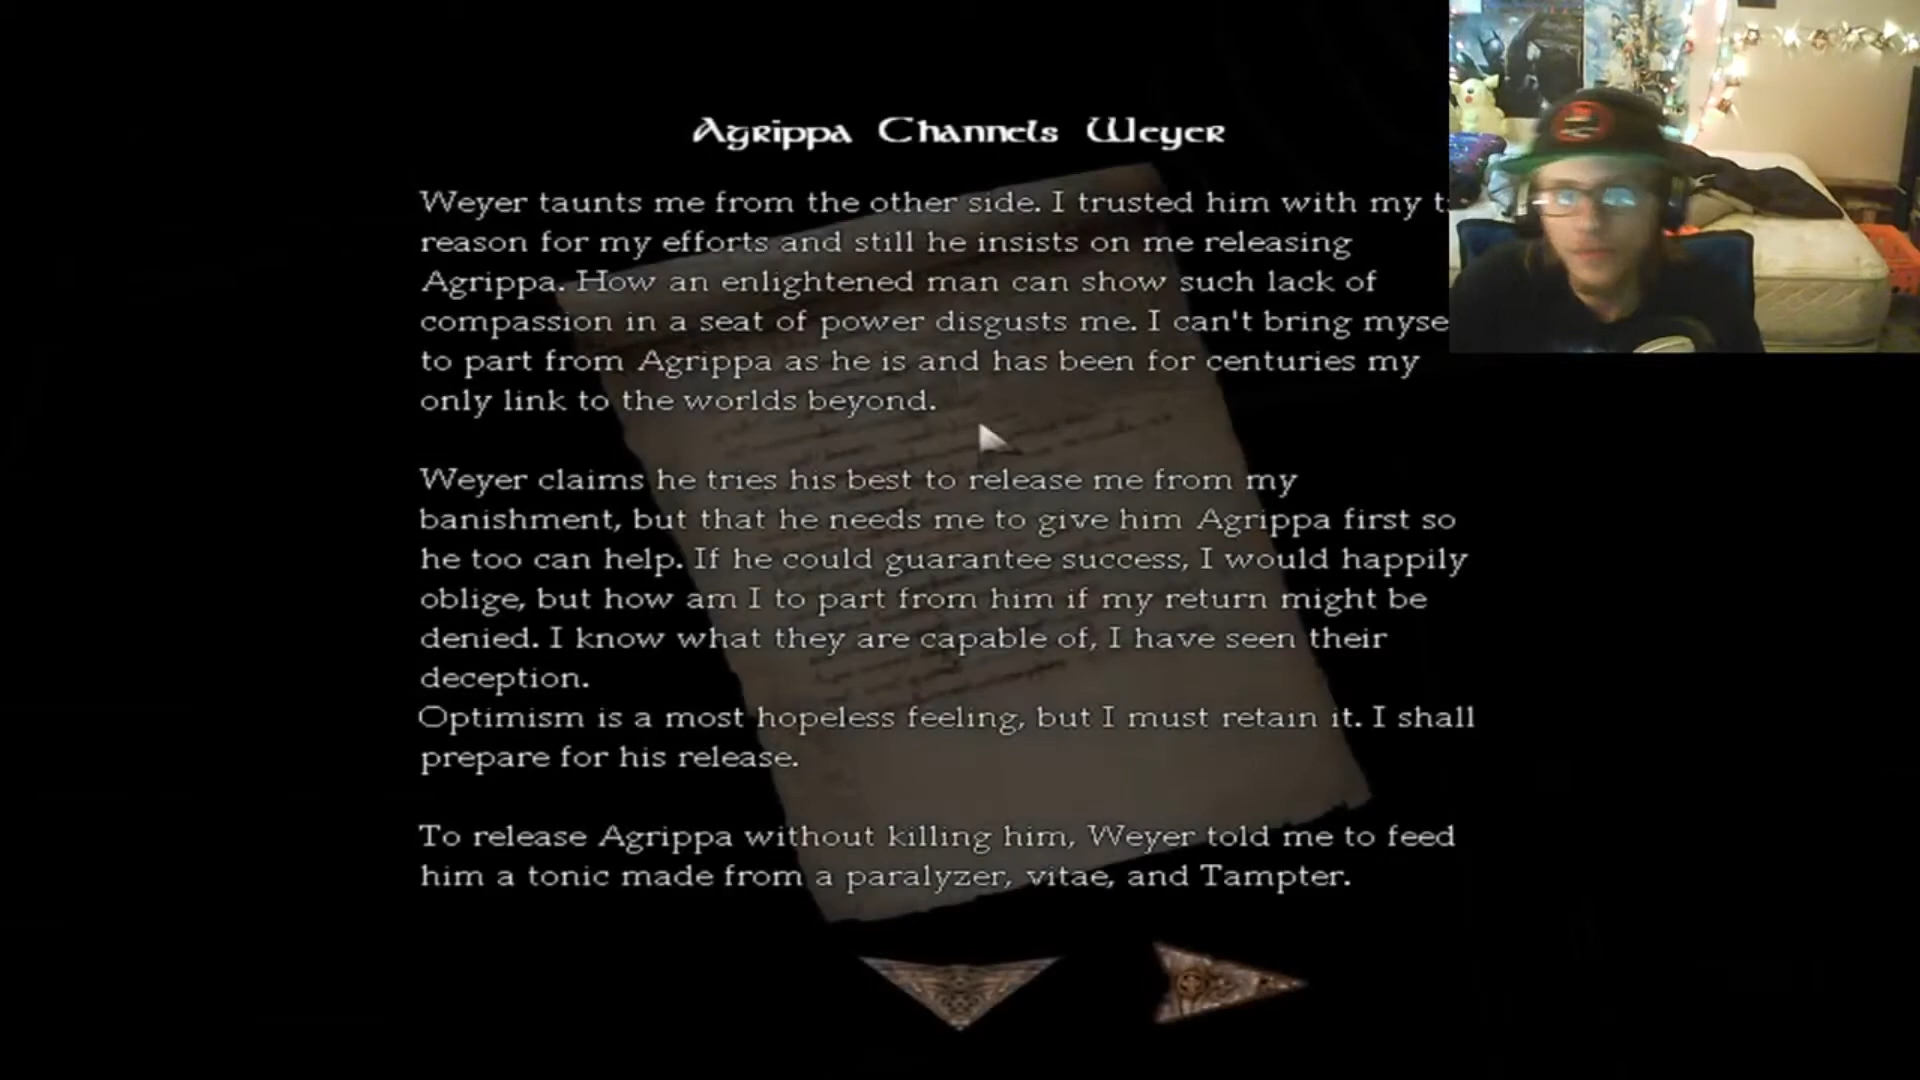 Agrippa Channels Weyer
Weyer taunts me from the other side. I trusted him with my
reason for my efforts and still he insists on me releasing
Agrippa. How an enlightened man can show such lack of
compassion in a seat of power disgusts me. I can't bring
to part from Agrippa as he is and has been for centuries my
only link to the worlds beyond.
Weyer claims he tries his best to release me from my
banishment, but that he needs me to give him Agrippa first so
he too can help. If he could guarantee success, I would happily
oblige, but how am I to part from him if my return might be
denied. I know what they are capable of, I have seen their
deception.
Optimism is a most hopeless feeling, but I must retain it. I shall
prepare for his release.
To release Agrippa without killing him, Weyer told me to feed
him a tonic made from a paralyzer, vitae, and Tampter.